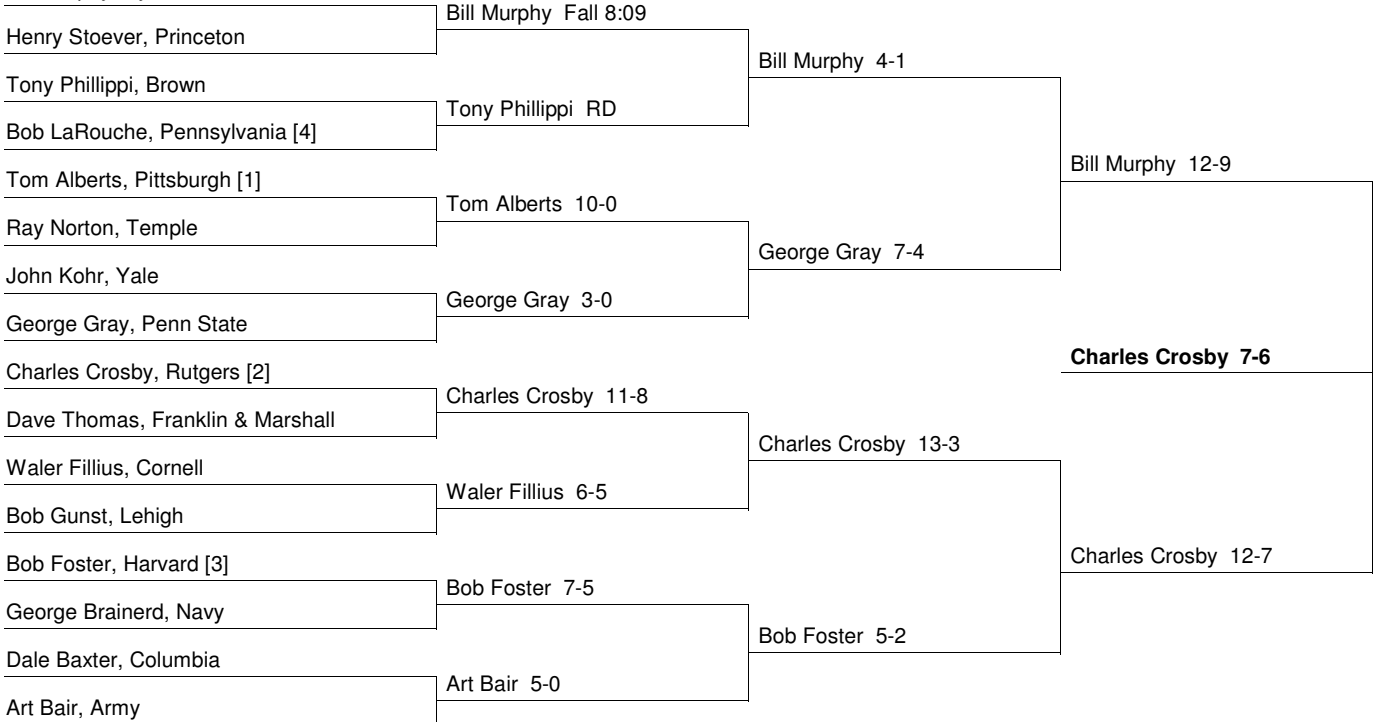 Henry Stoever, Princeton
Tony Phillippi, Brown
Bob LaRouche, Pennsylvania [4]
Tom Alberts, Pittsburgh [1]
Ray Norton, Temple
John Kohr, Yale
George Gray, Penn State
Charles Crosby, Rutgers [2]
Dave Thomas, Franklin & Marshall
Waler Fillius, Cornell
Bob Gunst, Lehigh
Bob Foster, Harvard [3]
George Brainerd, Navy
Dale Baxter, Columbia
Art Bair, Army
Bill Murphy Fall 8:09
Tony Phillippi RD
Tom Alberts 10-0
George Gray 3-0
Charles Crosby 11-8
Waler Fillius 6-5
Bob Foster 7-5
Art Bair 5-0
Bill Murphy 4-1
George Gray 7-4
Charles Crosby 13-3
Bob Foster 5-2
Bill Murphy 12-9
Charles Crosby 12-7
Charles Crosby 7-6